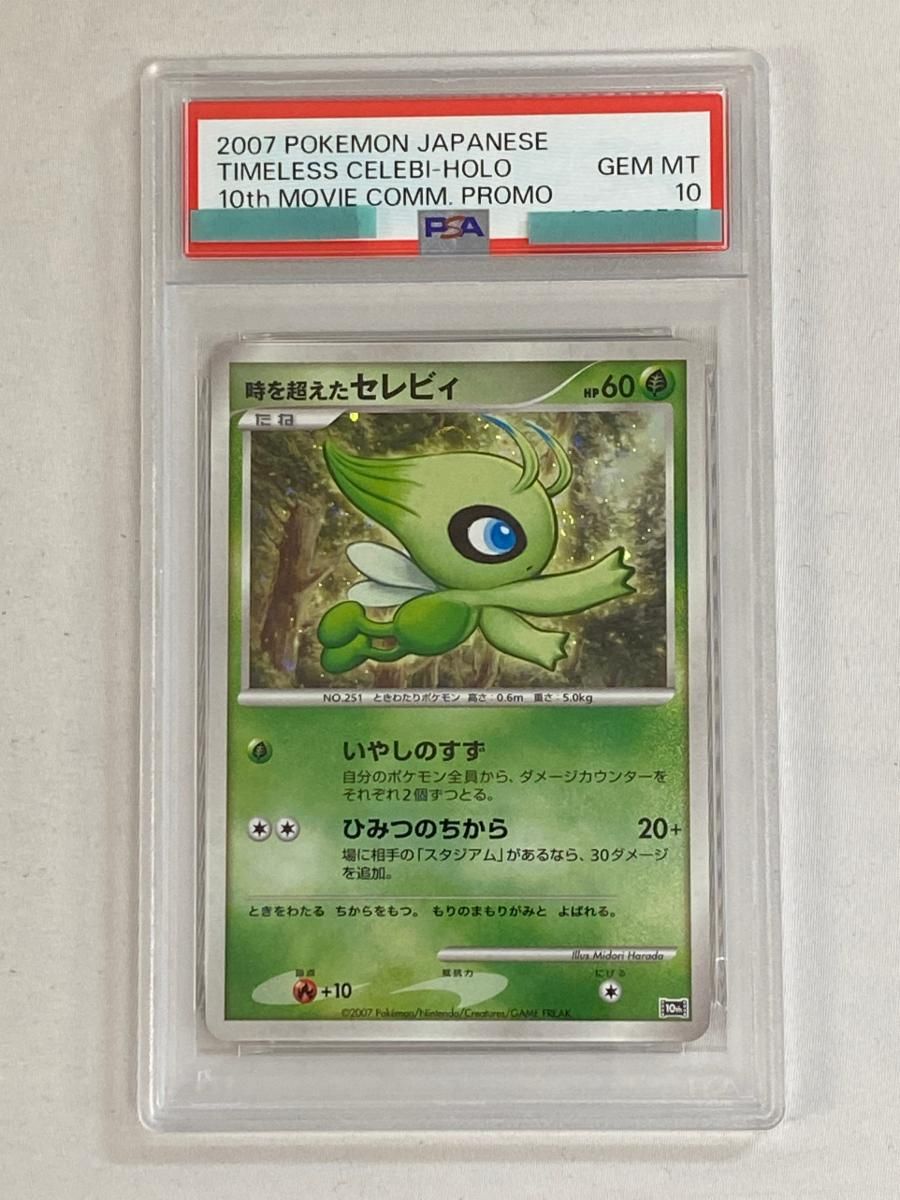 2007 POKEMON JAPANESE
TIMELESS CELEBI-HOLO GEM MT
10th MOVIE COMM. PROMO 10
PSA
時を超えたセレビィ HP60
たね
NO.251 ときわたりポケモン 高さ:0.6m 重さ:5.0kg
いやしのすず
自分のポケモン全員から、ダメージカウンターを
それぞれ2個ずつとる。
ひみつのちから 20+
場に相手の「スタジアム」があるなら、30ダメージ
を追加。
ときをわたる ちからをもつ。 もりのまもりがみと よばれる。
Illus. Midori Harada
弱点 抵抗力 にげる
+10
©2007 Pokémon/Nintendo/Creatures/GAME FREAK
10th